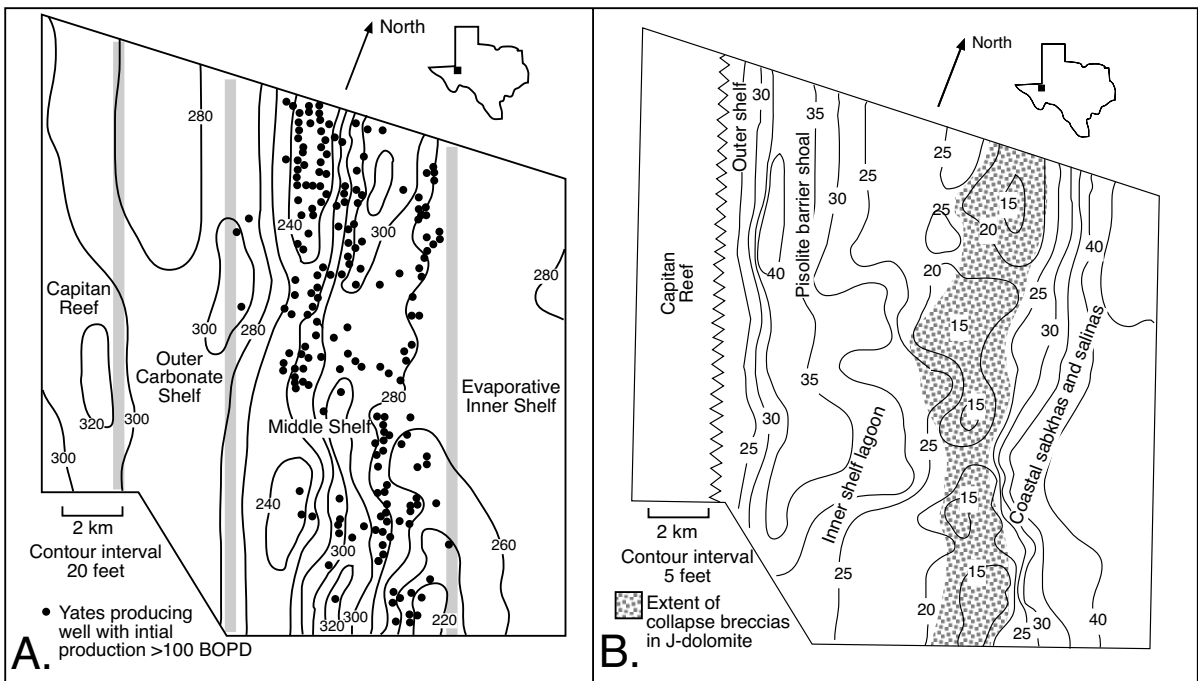 North
280
240
300
Capitan
Reef
300
280
Outer
Carbonate
Shelf
280
Evaporative
Inner Shelf
280
Middle Shelf
320
300
300
240
300
260
320
300
220
2 km
Contour interval
20 feet
Yates producing
well with intial
production >100 BOPD
A.
North
Outer shelf
30
Pisolite barrier shoal
35
30
25
25
25
15
20
40
40
Capitan
Reef
20
25
30
15
35
15
30
25
25
Inner shelf lagoon
Coastal sabkhas and salinas
15
15
25
20
25
30
40
2 km
Contour interval
5 feet
Extent of
collapse breccias
in J-dolomite
B.